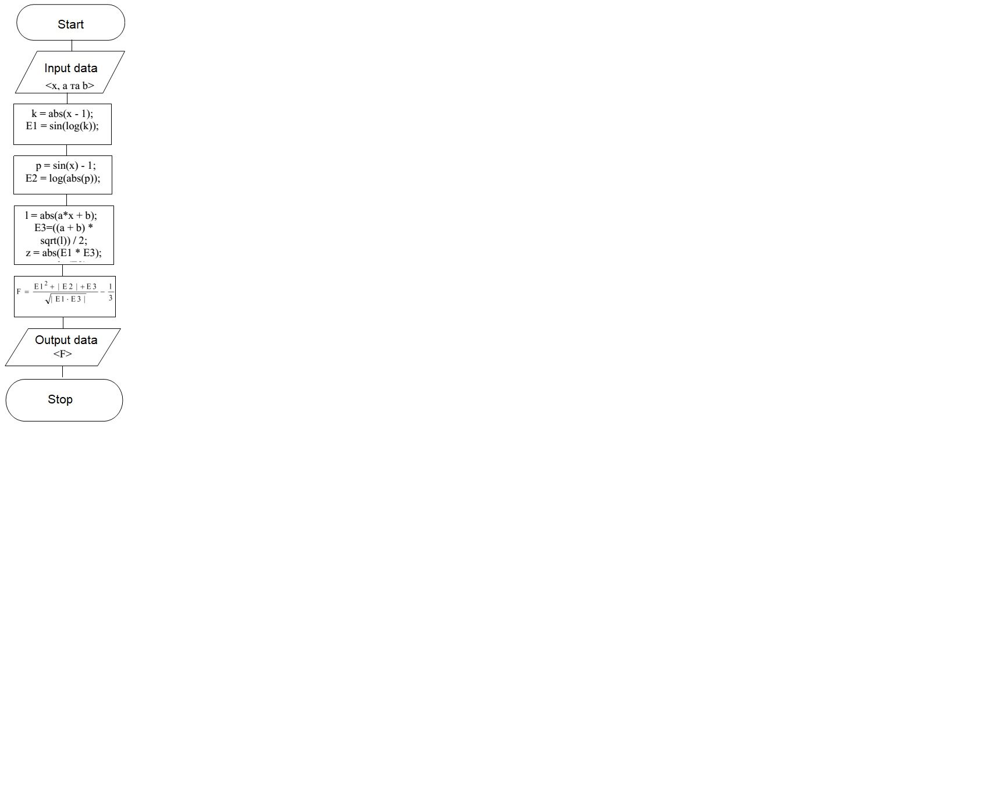 Start
Input data
<x, a та b>
k = abs(x - 1);
E1 = sin(log(k));
p = sin(x) - 1;
E2 = log(abs(p));
l = abs(a*x + b);
E3=((a + b) *
sqrt(l)) / 2;
z = abs(E1 * E3);
F = (E1² + | E2 | + E3) / √| E1 · E3 | − 1/3
Output data
<F>
Stop